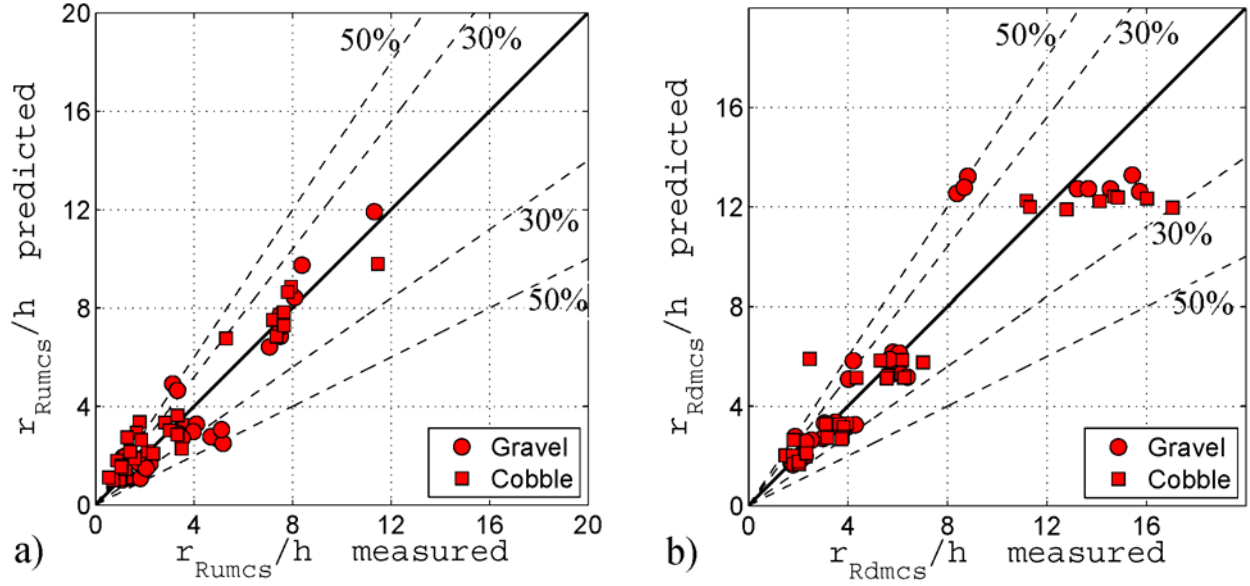 20
16
12
8
4
0
r_Rumcs/h predicted
50%
30%
30%
50%
Gravel
Cobble
0 4 8 12 16 20
a) r_Rumcs/h measured
20
16
12
8
4
0
r_Rdmcs/h predicted
50%
30%
30%
50%
Gravel
Cobble
0 4 8 12 16
b) r_Rdmcs/h measured